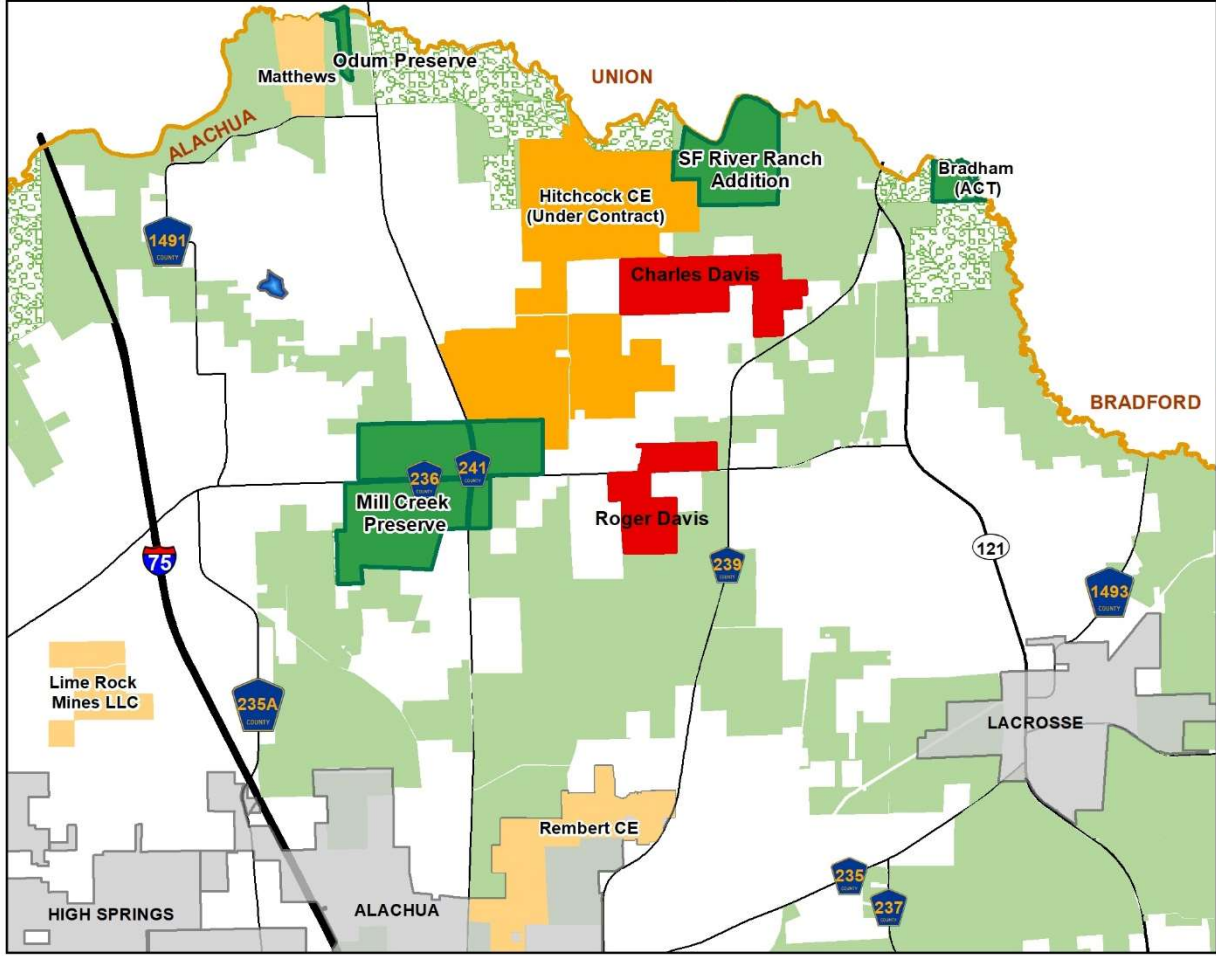 Odum Preserve
Matthews
UNION
ALACHUA
SF River Ranch
Addition
Bradham
(ACT)
Hitchcock CE
(Under Contract)
1491
COUNTY
Charles Davis
BRADFORD
236
COUNTY
241
COUNTY
Mill Creek
Preserve
Roger Davis
75
239
COUNTY
121
1493
COUNTY
Lime Rock
Mines LLC
235A
COUNTY
LACROSSE
Rembert CE
235
COUNTY
237
COUNTY
HIGH SPRINGS
ALACHUA